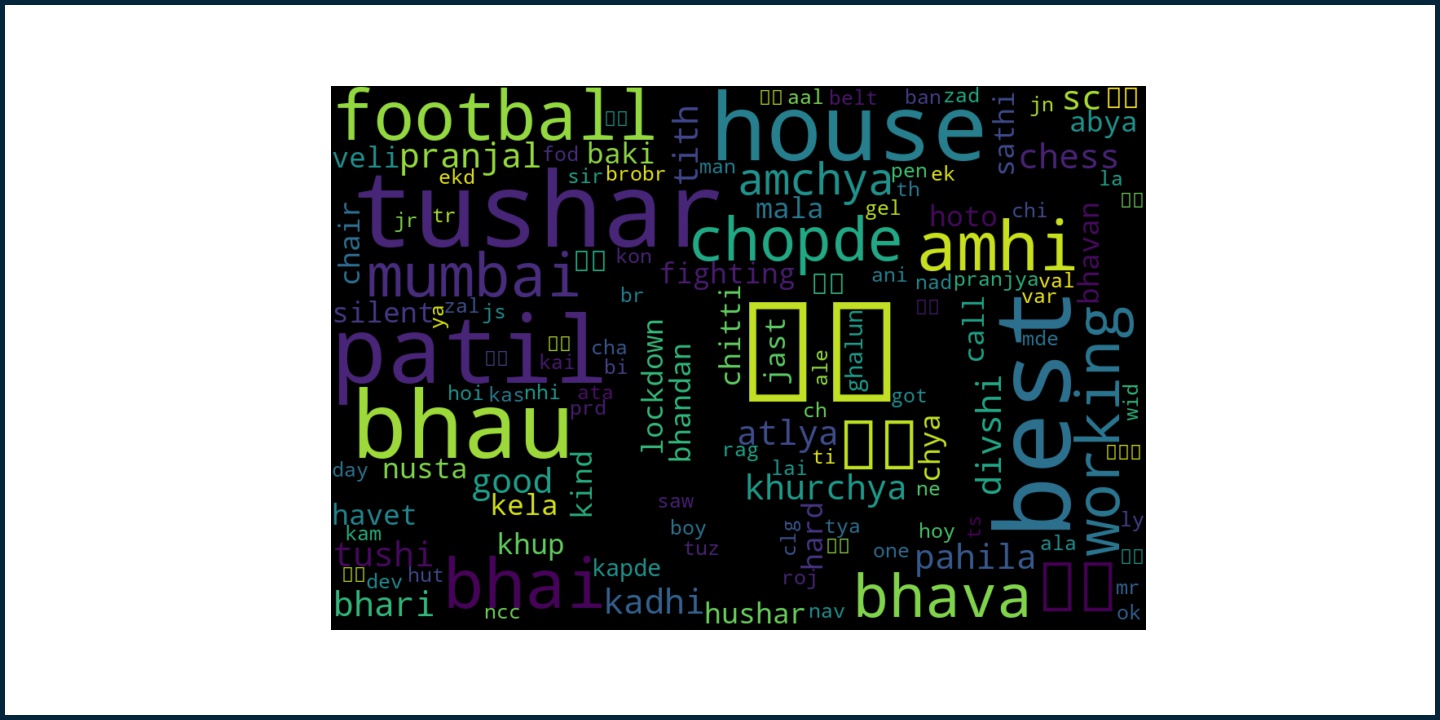 football
house
aal
belt
ban
zad
sathi
jn
sc
abya
veli
pranjal
fod
baki
tith
man
chess
ekd
sir
brobr
amchya
pen
ek
th
la
tushar
chair
jr
tr
mala
gel
hoto
chi
bhavan
chopde
amhi
mumbai
kon
fighting
ani
nad
pranjya
val
var
br
silent
ya
zal
js
chitti
call
best
working
mde
patil
cha
kai
bi
lockdown
bhandan
jast
ale
ghalun
hoi
kas
nhi
ata
prd
got
divshi
wid
bhau
ch
atlya
chya
rag
ti
lai
day
nusta
good
kind
khurchya
ne
kela
saw
havet
kam
boy
tuz
clg
hard
tya
hoy
ts
ly
tushi
khup
one
pahila
ala
dev
hut
bhai
kapde
roj
mr
bhari
ncc
kadhi
hushar
nav
bhava
ok